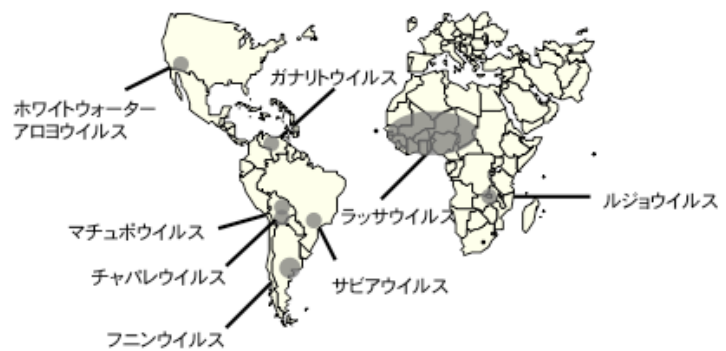 ガナリトウイルス
ホワイトウォーター
アロヨウイルス
ルジョウイルス
ラッサウイルス
マチュポウイルス
チャパレウイルス
サビアウイルス
フニンウイルス